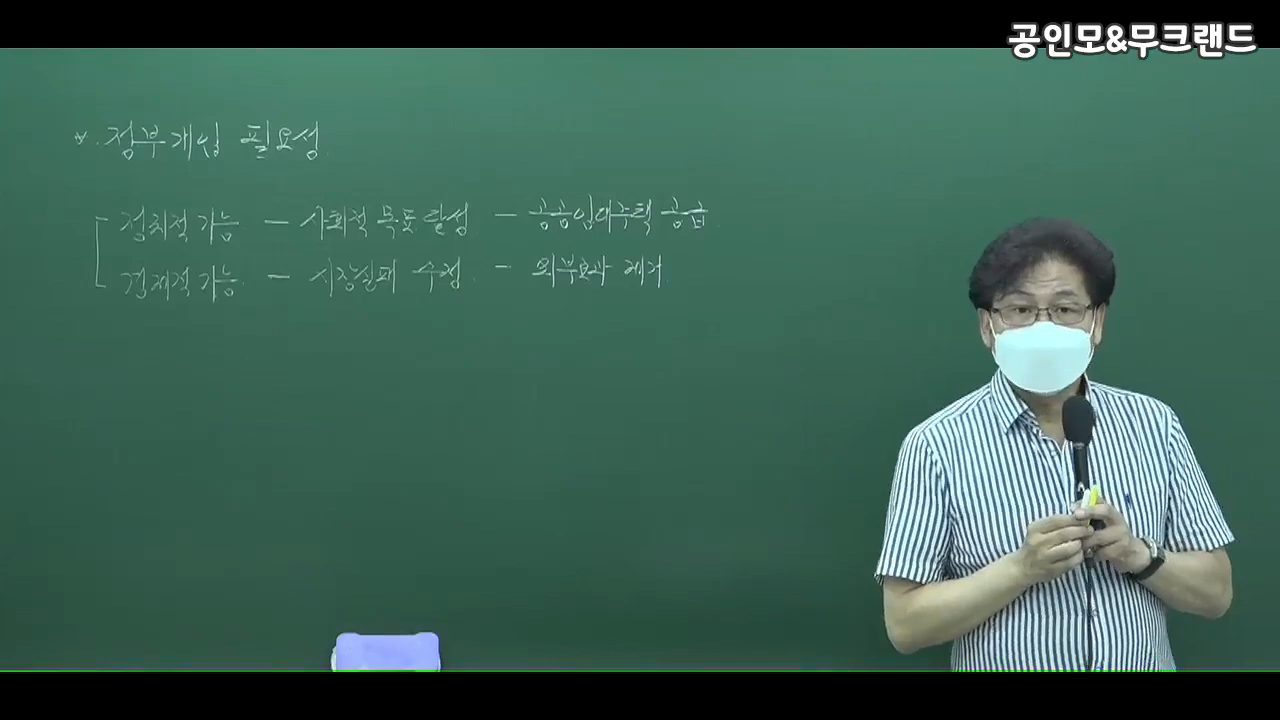 공인모&무크랜드
* 정부개입 필요성
정치적 기능 - 사회적 목표 달성 - 공공임대주택 공급
경제적 기능 - 시장실패 수정 - 외부효과 제거